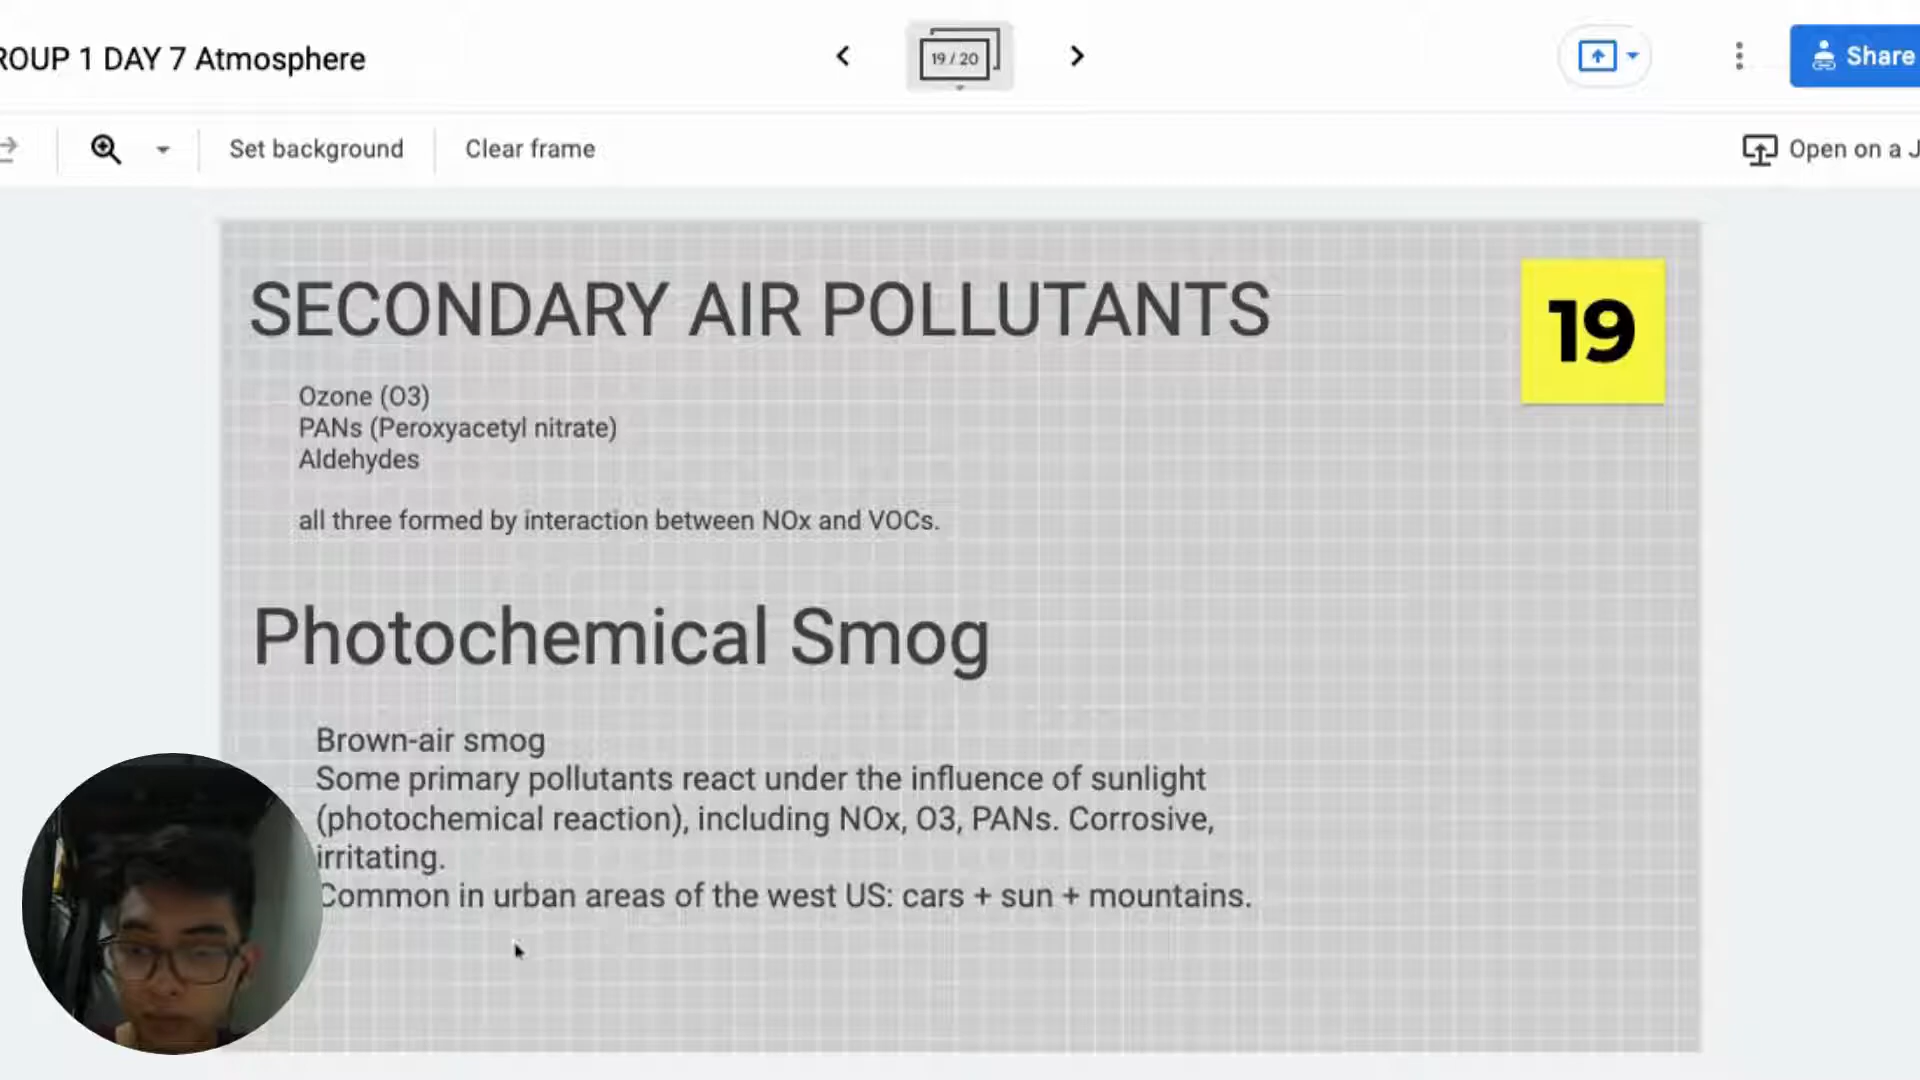 ROUP 1 DAY 7 Atmosphere
19 / 20
Share
Set background
Clear frame
Open on a J
SECONDARY AIR POLLUTANTS
19
Ozone (O3)
PANs (Peroxyacetyl nitrate)
Aldehydes
all three formed by interaction between NOx and VOCs.
Photochemical Smog
Brown-air smog
Some primary pollutants react under the influence of sunlight
(photochemical reaction), including NOx, O3, PANs. Corrosive,
irritating.
Common in urban areas of the west US: cars + sun + mountains.